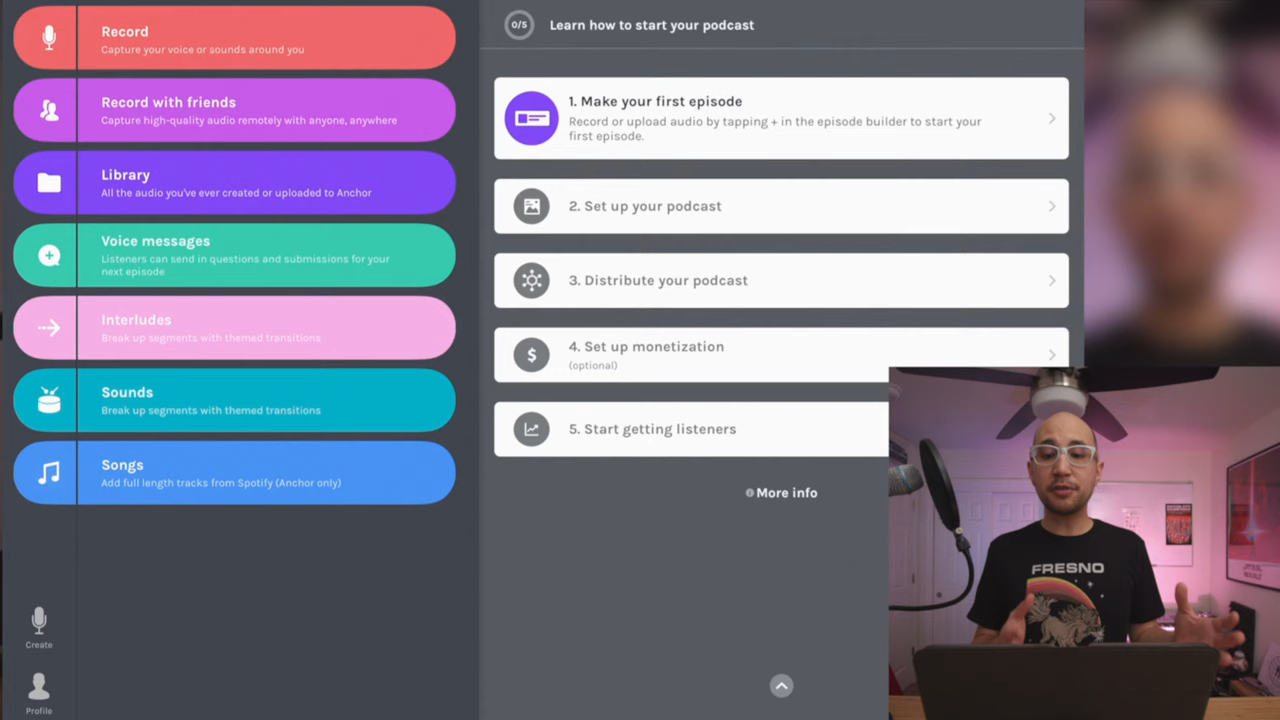 Record
Capture your voice or sounds around you
Record with friends
Capture high-quality audio remotely with anyone, anywhere
Library
All the audio you've ever created or uploaded to Anchor
Voice messages
Listeners can send in questions and submissions for your
next episode
Interludes
Break up segments with themed transitions
Sounds
Break up segments with themed transitions
Songs
Add full length tracks from Spotify (Anchor only)
Create
Profile
0/5
Learn how to start your podcast
1. Make your first episode
Record or upload audio by tapping + in the episode builder to start your
first episode.
2. Set up your podcast
3. Distribute your podcast
$
4. Set up monetization
(optional)
5. Start getting listeners
More info
FRESNO
STAR
WARS